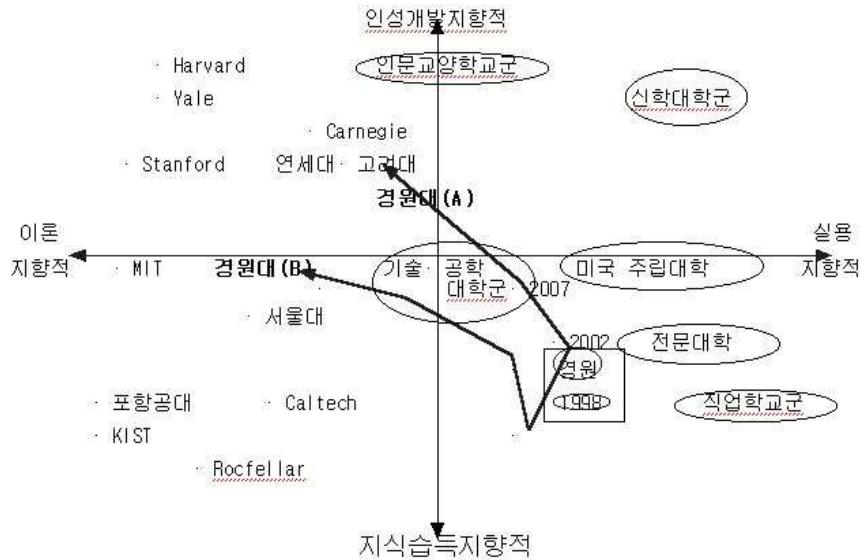 인성개발지향적
· Harvard
인문교양학교군
· Yale
신학대학군
· Carnegie
· Stanford 연세대· 고려대
경원대(A)
이론
지향적
실용
지향적
· MIT
경원대(B)
기술· 공학
대학군
미국 주립대학
· 2007
· 서울대
· 2002
전문대학
경원
1998
· 포항공대
· Caltech
직업학교군
· KIST
· Rocfellar
지식습득지향적